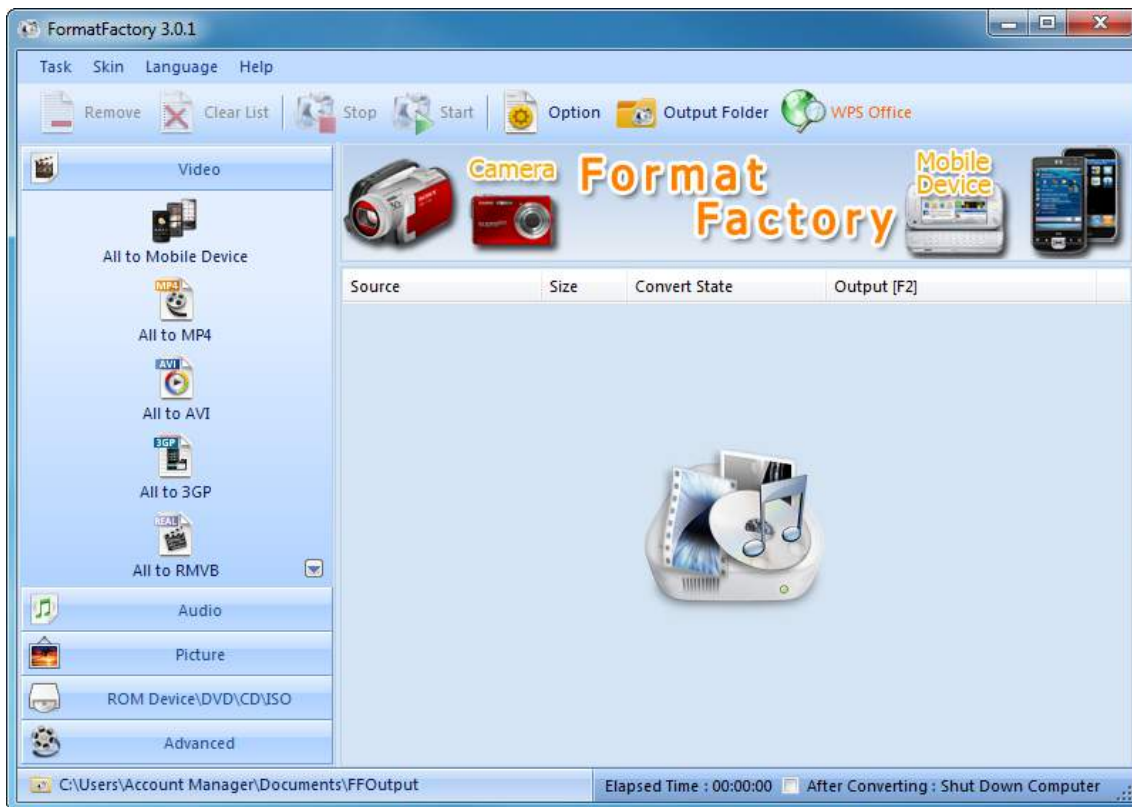 FormatFactory 3.0.1
Task Skin Language Help
Remove Clear List Stop Start Option Output Folder WPS Office
Video
All to Mobile Device
MP4
All to MP4
AVI
All to AVI
3GP
All to 3GP
REAL
All to RMVB
Audio
Picture
ROM Device\DVD\CD\ISO
Advanced
Camera
Format
Factory
Mobile
Device
Source Size Convert State Output [F2]
C:\Users\Account Manager\Documents\FFOutput
Elapsed Time : 00:00:00 After Converting : Shut Down Computer